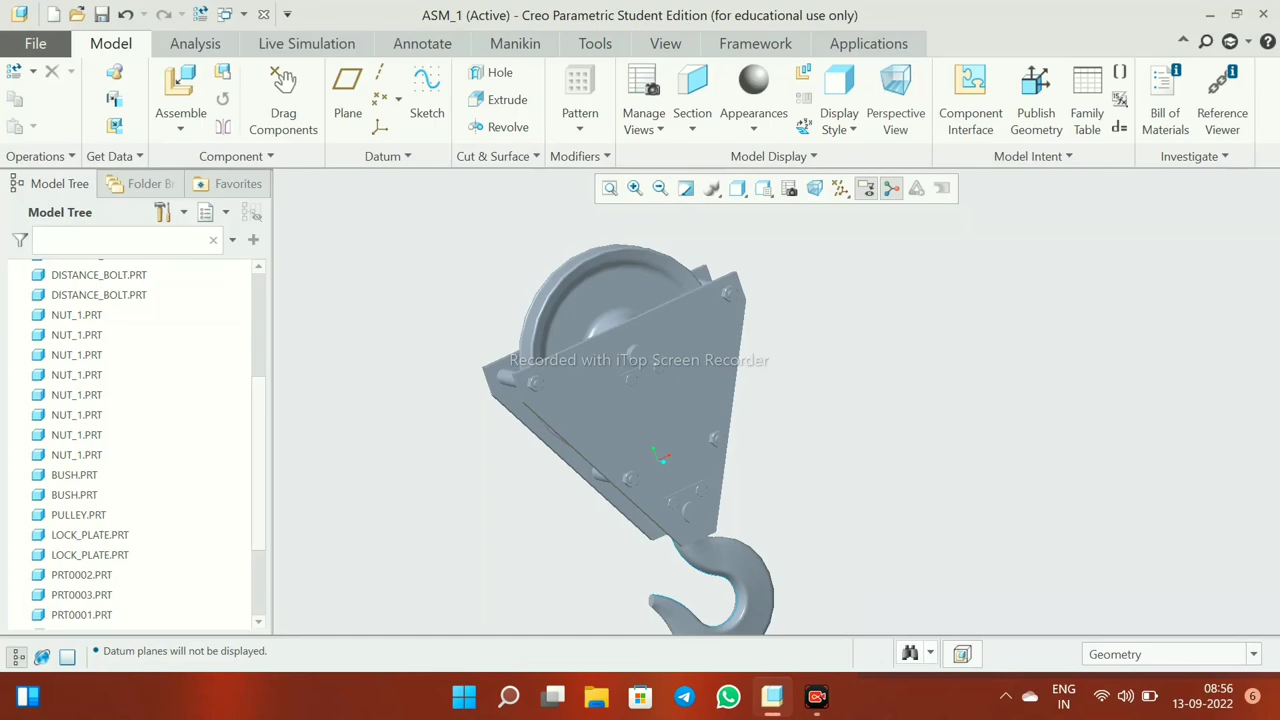 ASM_1 (Active) - Creo Parametric Student Edition (for educational use only)
File Model Analysis Live Simulation Annotate Manikin Tools View Framework Applications
Assemble
Drag Components
Plane
Sketch
Hole
Extrude
Revolve
Pattern
Manage Views
Section
Appearances
Display Style
Perspective View
Component Interface
Publish Geometry
Family Table
Bill of Materials
Reference Viewer
Operations Get Data Component Datum Cut & Surface Modifiers Model Display Model Intent Investigate
Model Tree Folder B Favorites
Model Tree
DISTANCE_BOLT.PRT
DISTANCE_BOLT.PRT
NUT_1.PRT
NUT_1.PRT
NUT_1.PRT
NUT_1.PRT
NUT_1.PRT
NUT_1.PRT
NUT_1.PRT
NUT_1.PRT
BUSH.PRT
BUSH.PRT
PULLEY.PRT
LOCK_PLATE.PRT
LOCK_PLATE.PRT
PRT0002.PRT
PRT0003.PRT
PRT0001.PRT
Recorded with iTop Screen Recorder
• Datum planes will not be displayed.
Geometry
ENG
IN
08:56
13-09-2022
6